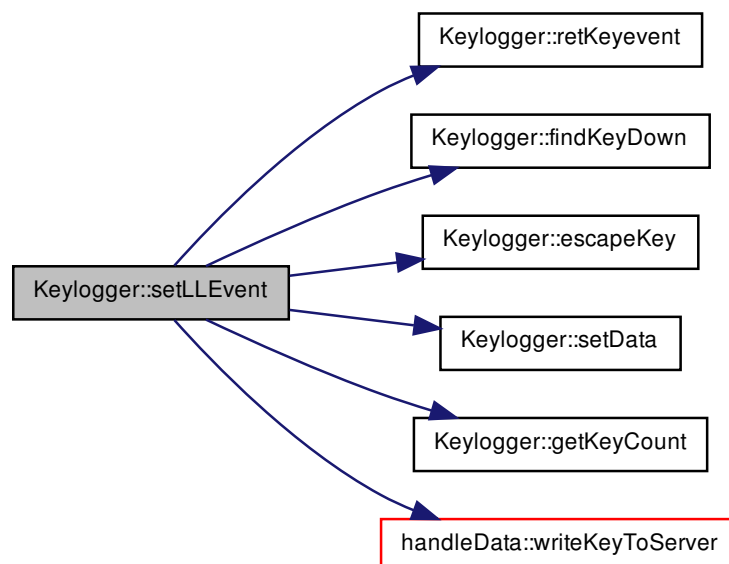 Keylogger::retKeyevent
Keylogger::findKeyDown
Keylogger::escapeKey
Keylogger::setLLEvent
Keylogger::setData
Keylogger::getKeyCount
handleData::writeKeyToServer